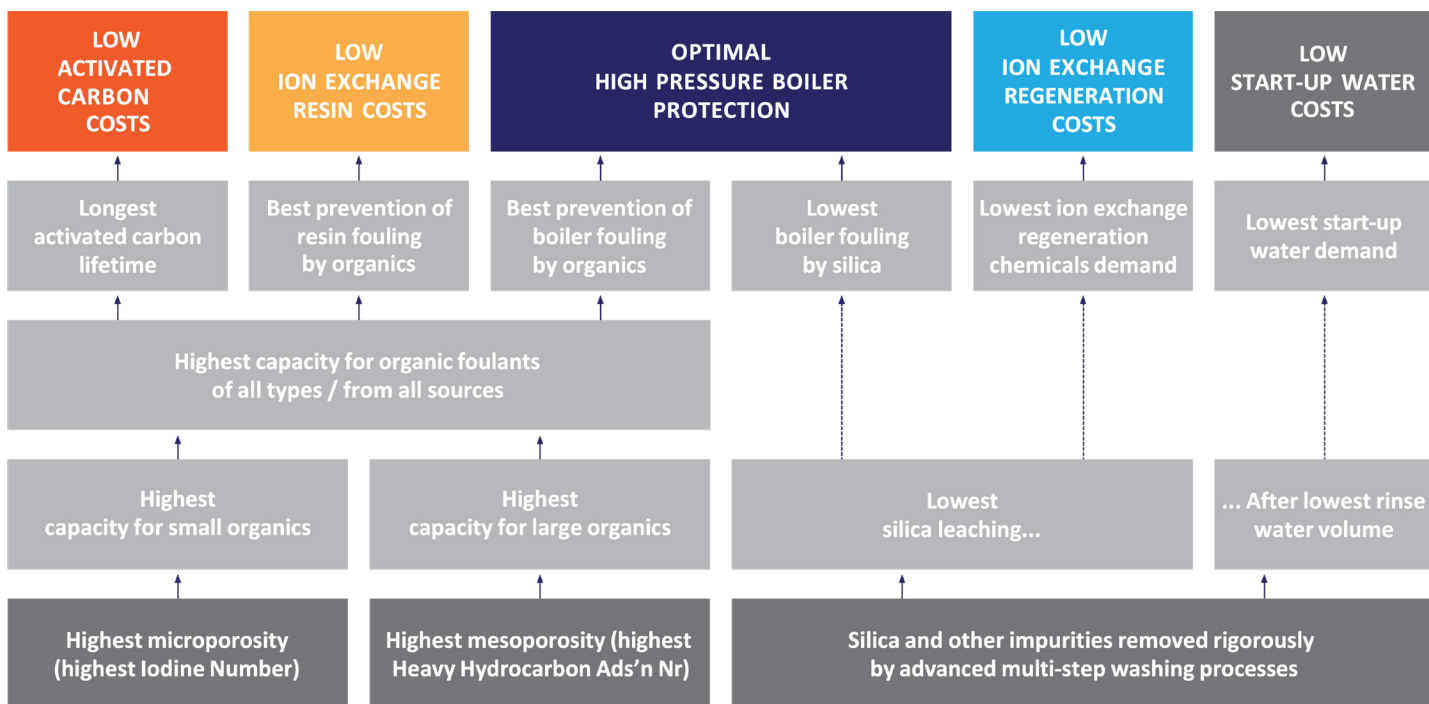 LOW
ACTIVATED
CARBON
COSTS
LOW
ION EXCHANGE
RESIN COSTS
OPTIMAL
HIGH PRESSURE BOILER
PROTECTION
LOW
ION EXCHANGE
REGENERATION
COSTS
LOW
START-UP WATER
COSTS
Longest
activated carbon
lifetime
Best prevention of
resin fouling
by organics
Best prevention of
boiler fouling
by organics
Lowest
boiler fouling
by silica
Lowest ion exchange
regeneration
chemicals demand
Lowest start-up
water demand
Highest capacity for organic foulants
of all types / from all sources
Highest
capacity for small organics
Highest
capacity for large organics
Lowest
silica leaching...
... After lowest rinse
water volume
Highest microporosity
(highest Iodine Number)
Highest mesoporosity (highest
Heavy Hydrocarbon Ads’n Nr)
Silica and other impurities removed rigorously
by advanced multi-step washing processes